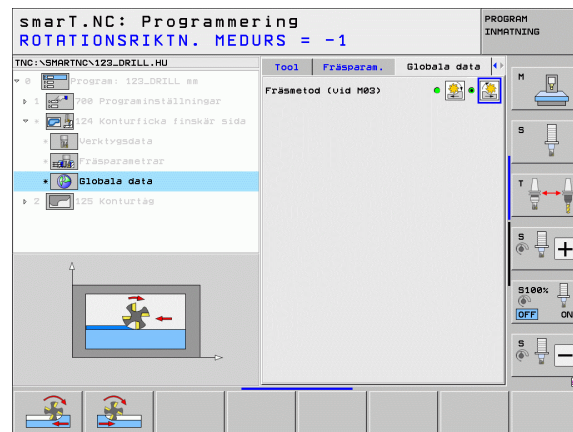 smarT.NC: Programmering
ROTATIONSRIKTN. MEDURS = -1
PROGRAM
INMATNING
TNC:\SMARTNC\123_DRILL.HU
0 Program: 123_DRILL mm
1 700 Programinställningar
* 124 Konturficka finskär sida
* Verktygsdata
* Fräsparametrar
* Globala data
2 125 Konturtåg
Tool Fräsparam. Globala data
Fräsmetod (vid M03)
M
S
T
S
S100%
OFF ON
S